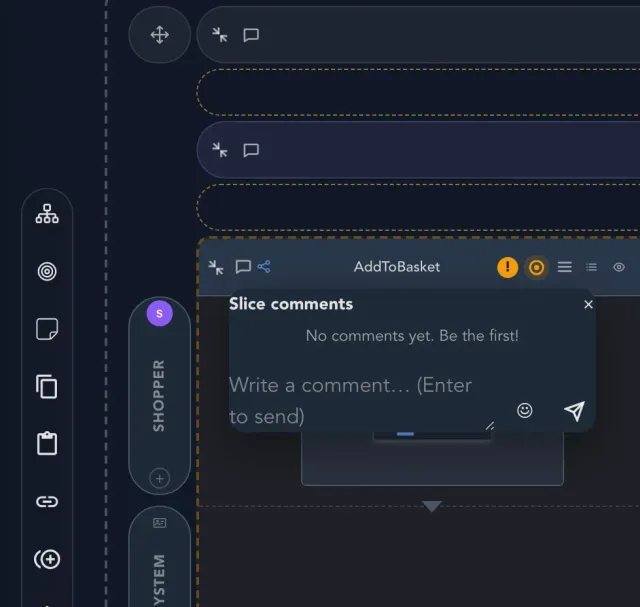 AddToBasket
!
Slice comments
No comments yet. Be the first!
Write a comment... (Enter
to send)
S
SHOPPER
YSTEM